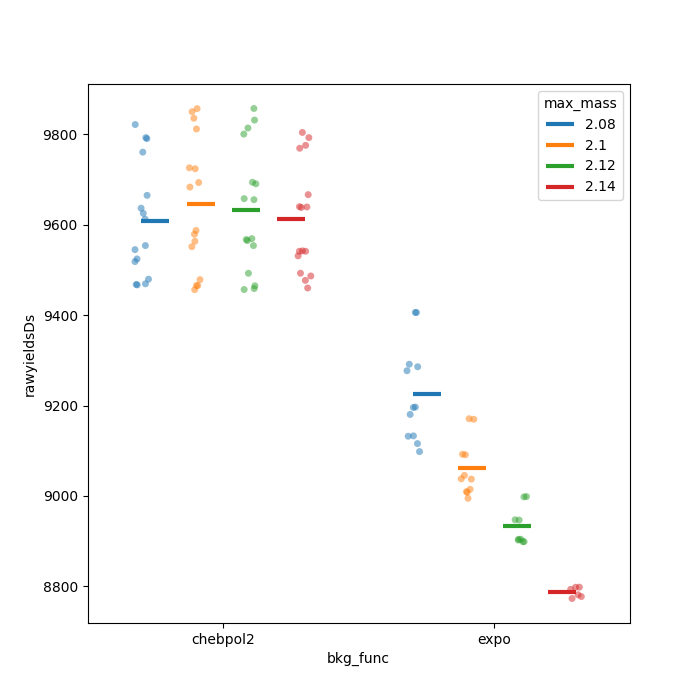 max_mass
2.08
2.1
2.12
2.14
9800
9600
9400
9200
9000
8800
rawyieldsDs
chebpol2
expo
bkg_func